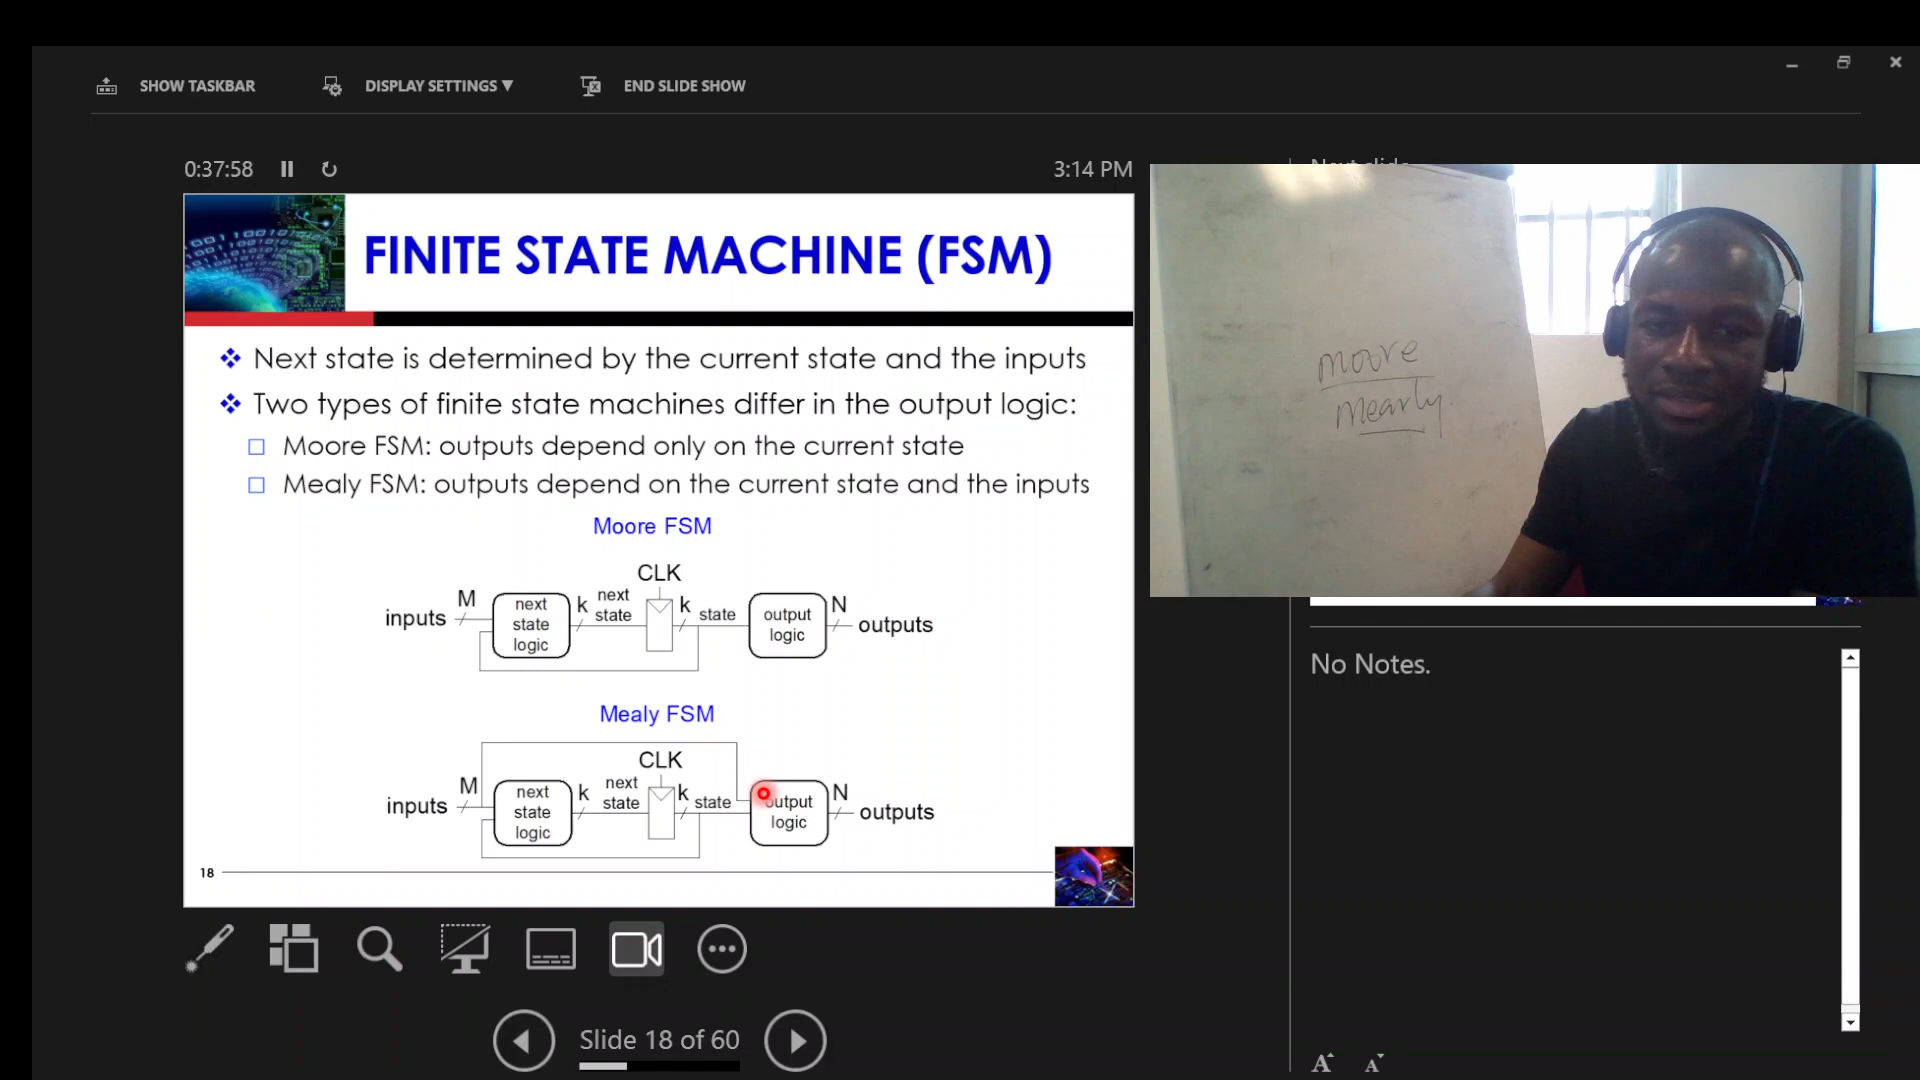 SHOW TASKBAR DISPLAY SETTINGS ▼ END SLIDE SHOW
0:37:58 3:14 PM
Next slide
FINITE STATE MACHINE (FSM)
Next state is determined by the current state and the inputs
Two types of finite state machines differ in the output logic:
Moore FSM: outputs depend only on the current state
Mealy FSM: outputs depend on the current state and the inputs
Moore FSM
CLK
inputs M next state logic k next state k state output logic N outputs
Mealy FSM
CLK
inputs M next state logic k next state k state output logic N outputs
18
moore
mearly
No Notes.
Slide 18 of 60
A A